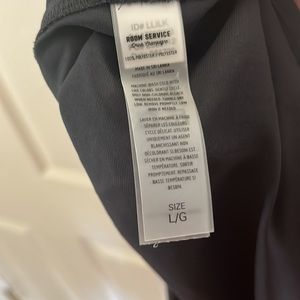 ROOM SERVICE
100% POLYESTER / POLYESTER
MADE IN SRI LANKA
FABRIQUÉ AU SRI LANKA
MACHINE WASH COLD WITH
LIKE COLORS. GENTLE CYCLE
ONLY NON-CHLORINE BLEACH
WHEN NEEDED. TUMBLE DRY
LOW. REMOVE PROMPTLY. LOW
IRON IF NEEDED.
LAVER EN MACHINE À FROID
SÉPARER LES COULEURS
CYCLE DÉLICAT UTILISER
UNIQUEMENT UN AGENT
BLANCHISSANT NON
DÉCOLORANT SI BESOIN EST
SÉCHER EN MACHINE À BASSE
TEMPÉRATURE. SORTIR
PROMPTEMENT. REPASSAGE
BASSE TEMPÉRATURE SI
BESOIN.
SIZE
L/G